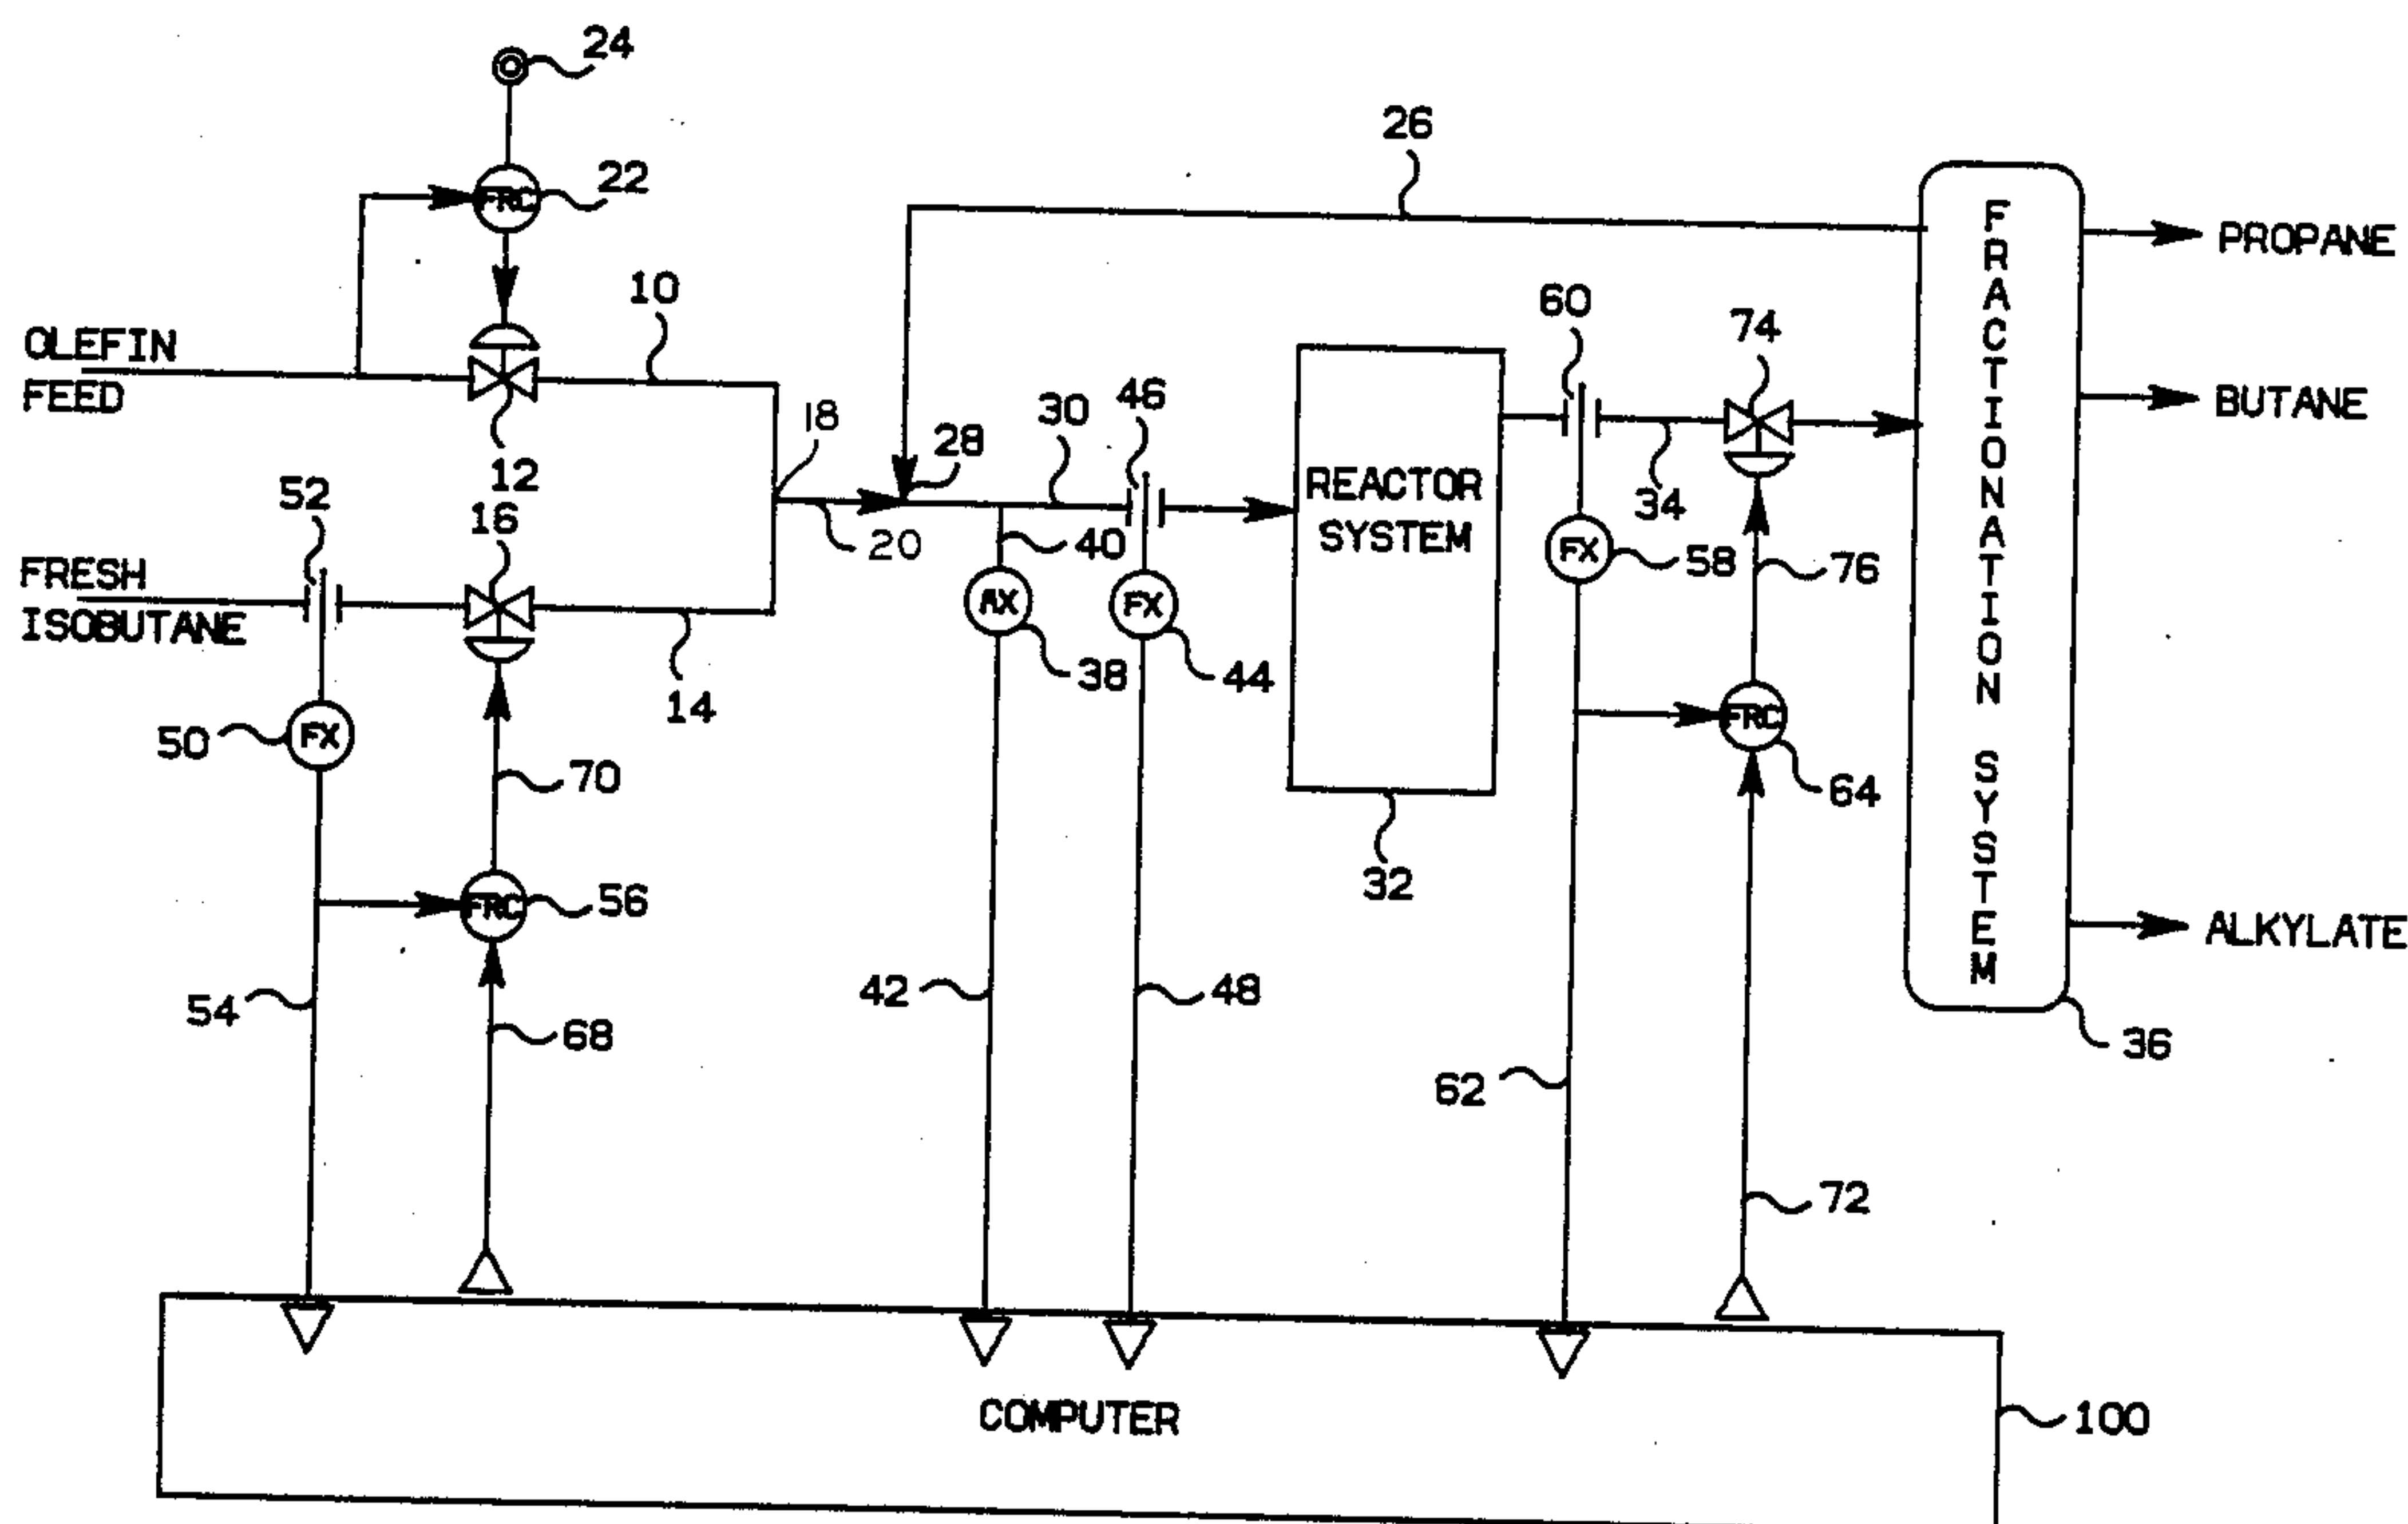 24
FRC
22
26
FRACTIONATION SYSTEM
PROPANE
10
OLEFIN
FEED
12
18
28
30
46
60
74
BUTANE
52
16
20
40
REACTOR
SYSTEM
34
FX
58
76
FRESH
ISOBUTANE
14
AX
38
FX
44
50
FX
70
FRC
64
32
FRC
56
ALKYLATE
54
68
42
48
62
36
72
COMPUTER
100